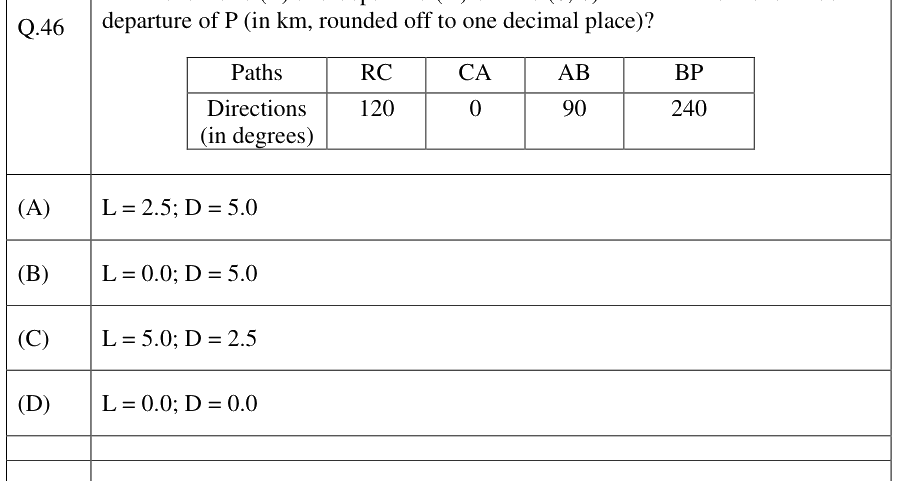 Q.46
departure of P (in km, rounded off to one decimal place)?
Paths RC CA AB BP
Directions (in degrees) 120 0 90 240
(A) L = 2.5; D = 5.0
(B) L = 0.0; D = 5.0
(C) L = 5.0; D = 2.5
(D) L = 0.0; D = 0.0